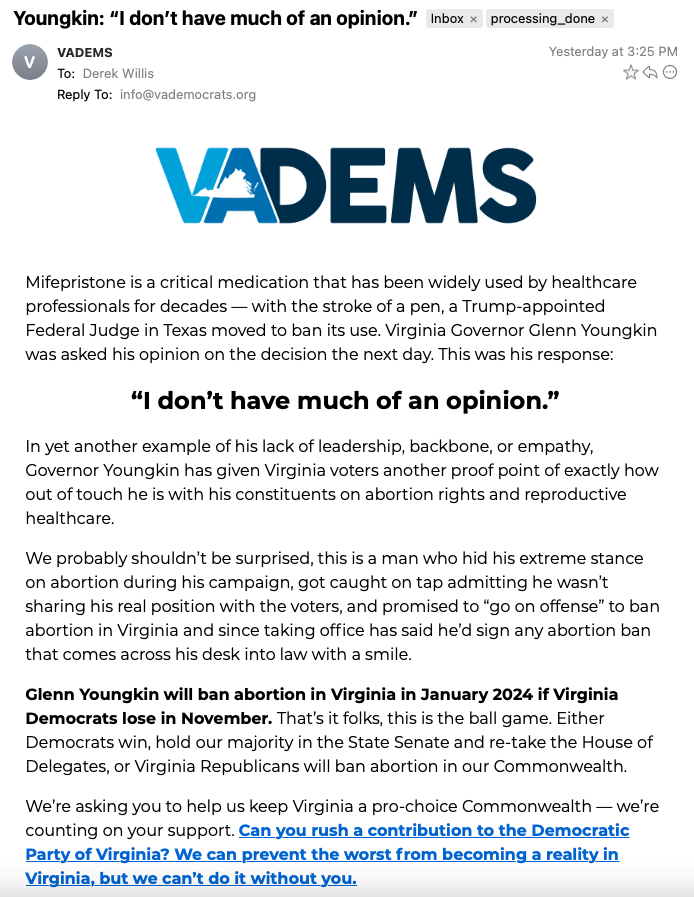 Youngkin: “I don’t have much of an opinion.” Inbox × processing_done ×
V
VADEMS
Yesterday at 3:25 PM
To: Derek Willis
Reply To: info@vademocrats.org
VADEMS
Mifepristone is a critical medication that has been widely used by healthcare
professionals for decades — with the stroke of a pen, a Trump-appointed
Federal Judge in Texas moved to ban its use. Virginia Governor Glenn Youngkin
was asked his opinion on the decision the next day. This was his response:
“I don’t have much of an opinion.”
In yet another example of his lack of leadership, backbone, or empathy,
Governor Youngkin has given Virginia voters another proof point of exactly how
out of touch he is with his constituents on abortion rights and reproductive
healthcare.
We probably shouldn’t be surprised, this is a man who hid his extreme stance
on abortion during his campaign, got caught on tap admitting he wasn’t
sharing his real position with the voters, and promised to “go on offense” to ban
abortion in Virginia and since taking office has said he’d sign any abortion ban
that comes across his desk into law with a smile.
Glenn Youngkin will ban abortion in Virginia in January 2024 if Virginia
Democrats lose in November. That’s it folks, this is the ball game. Either
Democrats win, hold our majority in the State Senate and re-take the House of
Delegates, or Virginia Republicans will ban abortion in our Commonwealth.
We’re asking you to help us keep Virginia a pro-choice Commonwealth — we’re
counting on your support. Can you rush a contribution to the Democratic
Party of Virginia? We can prevent the worst from becoming a reality in
Virginia, but we can’t do it without you.